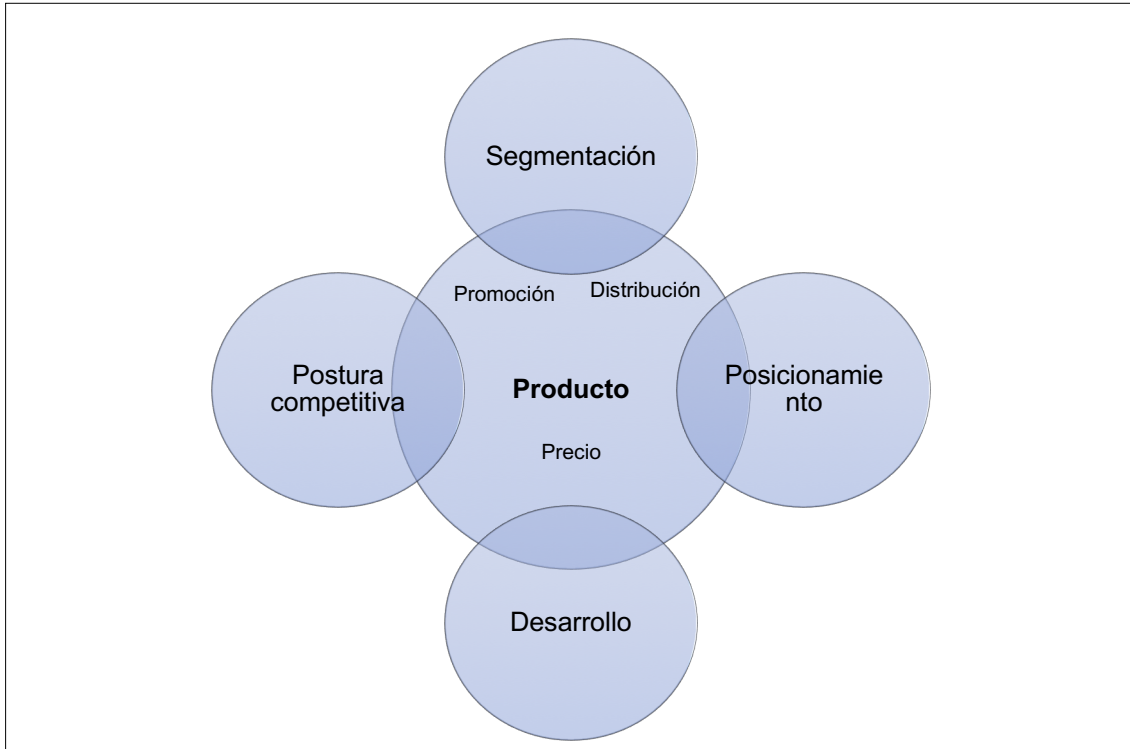 Segmentación
Promoción
Distribución
Postura
competitiva
Producto
Posicionamie
nto
Precio
Desarrollo